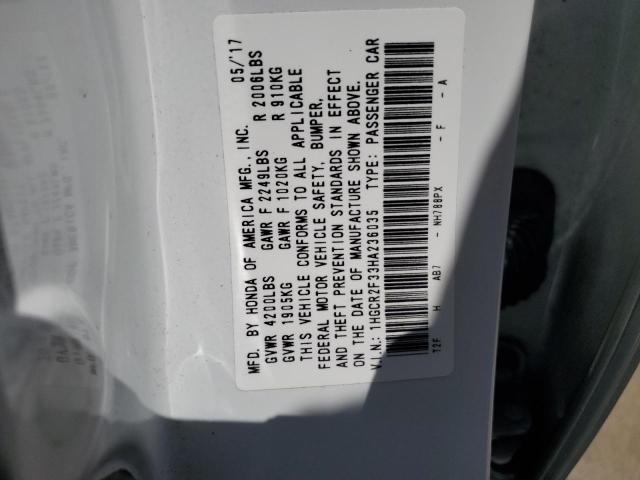 MFD. BY HONDA OF AMERICA MFG., INC. 05/'17
GVWR 4200LBS GAWR F 2249LBS R 2006LBS
GVWR 1905KG GAWR F 1020KG R 910KG
THIS VEHICLE CONFORMS TO ALL APPLICABLE
FEDERAL MOTOR VEHICLE SAFETY, BUMPER,
AND THEFT PREVENTION STANDARDS IN EFFECT
ON THE DATE OF MANUFACTURE SHOWN ABOVE.
V.I.N.: 1HGCR2F33HA236035 TYPE: PASSENGER CAR
T2F H AB7 - NH788PX - F - A